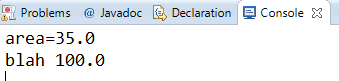 Problems @ Javadoc Declaration Console
area=35.0
blah 100.0